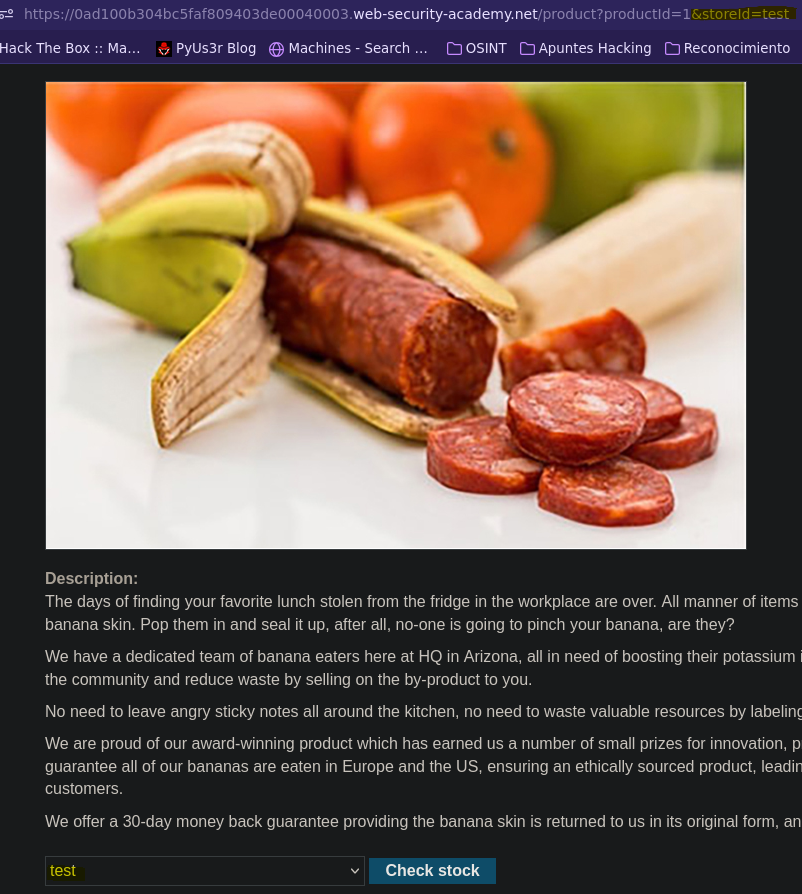 https://0ad100b304bc5faf809403de00040003.web-security-academy.net/product?productId=1&storeId=test
Hack The Box :: Ma... PyUs3r Blog Machines - Search ... OSINT Apuntes Hacking Reconocimiento
Description:
The days of finding your favorite lunch stolen from the fridge in the workplace are over. All manner of items
banana skin. Pop them in and seal it up, after all, no-one is going to pinch your banana, are they?
We have a dedicated team of banana eaters here at HQ in Arizona, all in need of boosting their potassium
the community and reduce waste by selling on the by-product to you.
No need to leave angry sticky notes all around the kitchen, no need to waste valuable resources by labeling
We are proud of our award-winning product which has earned us a number of small prizes for innovation, p
guarantee all of our bananas are eaten in Europe and the US, ensuring an ethically sourced product, leadin
customers.
We offer a 30-day money back guarantee providing the banana skin is returned to us in its original form, an
test Check stock